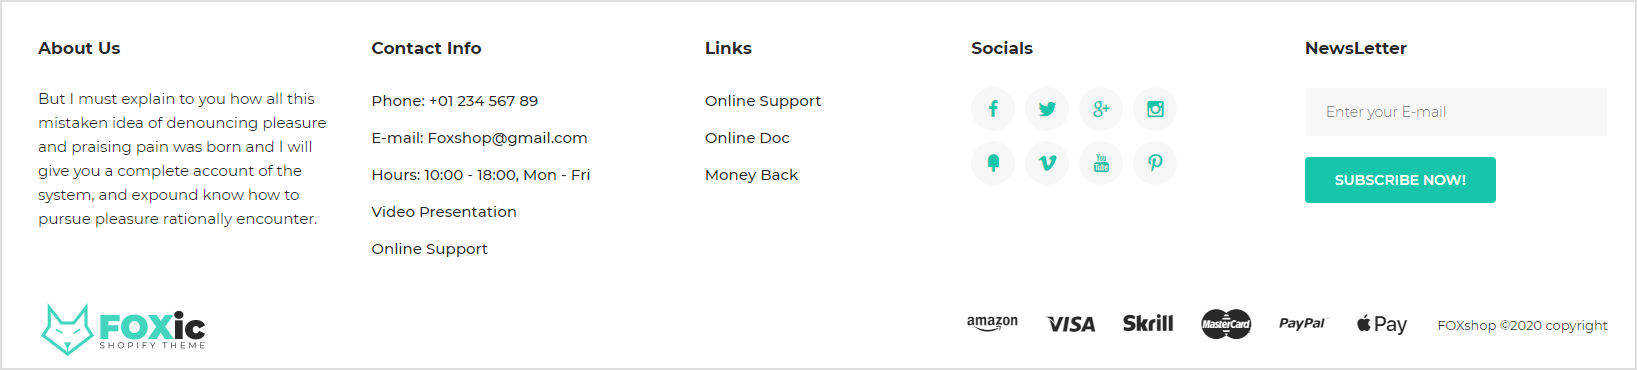 About Us
But I must explain to you how all this
mistaken idea of denouncing pleasure
and praising pain was born and I will
give you a complete account of the
system, and expound know how to
pursue pleasure rationally encounter.
Contact Info
Phone: +01 234 567 89
E-mail: Foxshop@gmail.com
Hours: 10:00 - 18:00, Mon - Fri
Video Presentation
Online Support
Links
Online Support
Online Doc
Money Back
Socials
f
g+
You Tube
NewsLetter
Enter your E-mail
SUBSCRIBE NOW!
FOXic
SHOPIFY THEME
amazon
VISA
Skrill
MasterCard
PayPal
Pay
FOXshop ©2020 copyright